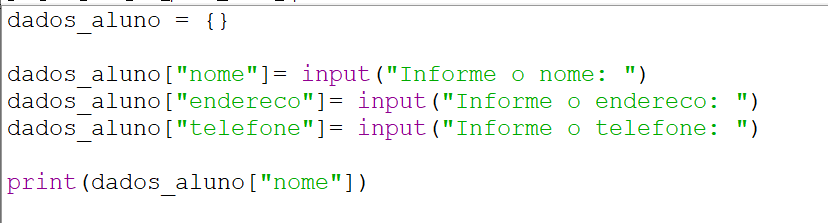 dados_aluno = {}
dados_aluno["nome"]= input("Informe o nome: ")
dados_aluno["endereco"]= input("Informe o endereco: ")
dados_aluno["telefone"]= input("Informe o telefone: ")
print(dados_aluno["nome"])